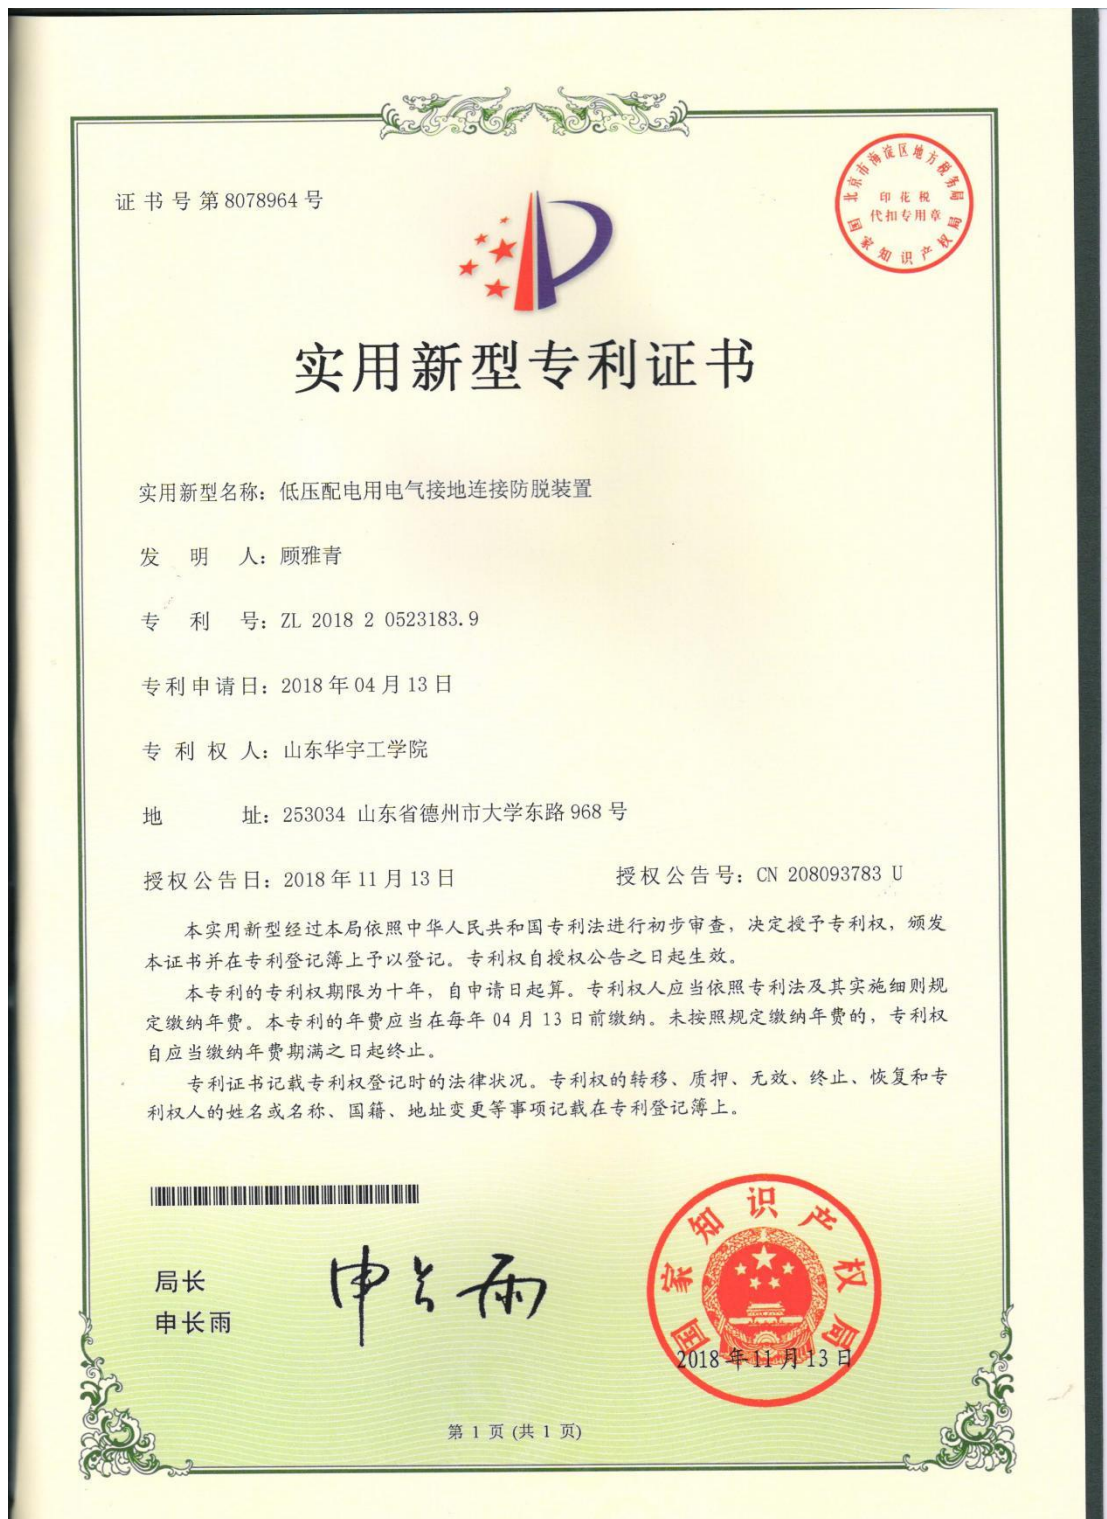 证书号第8078964号
北京市海淀区地方税务局
印花税
代扣专用章
国家知识产权局
实用新型专利证书
实用新型名称：低压配电用电气接地连接防脱装置
发明人：顾雅青
专利号：ZL 2018 2 0523183.9
专利申请日：2018年04月13日
专利权人：山东华宇工学院
地址：253034 山东省德州市大学东路968号
授权公告日：2018年11月13日 授权公告号：CN 208093783 U
本实用新型经过本局依照中华人民共和国专利法进行初步审查，决定授予专利权，颁发
本证书并在专利登记簿上予以登记。专利权自授权公告之日起生效。
本专利的专利权期限为十年，自申请日起算。专利权人应当依照专利法及其实施细则规
定缴纳年费。本专利的年费应当在每年04月13日前缴纳。未按照规定缴纳年费的，专利权
自应当缴纳年费期满之日起终止。
专利证书记载专利权登记时的法律状况。专利权的转移、质押、无效、终止、恢复和专
利权人的姓名或名称、国籍、地址变更等事项记载在专利登记簿上。
局长
申长雨
申长雨
国家知识产权局
2018年11月13日
第 1 页 (共 1 页)